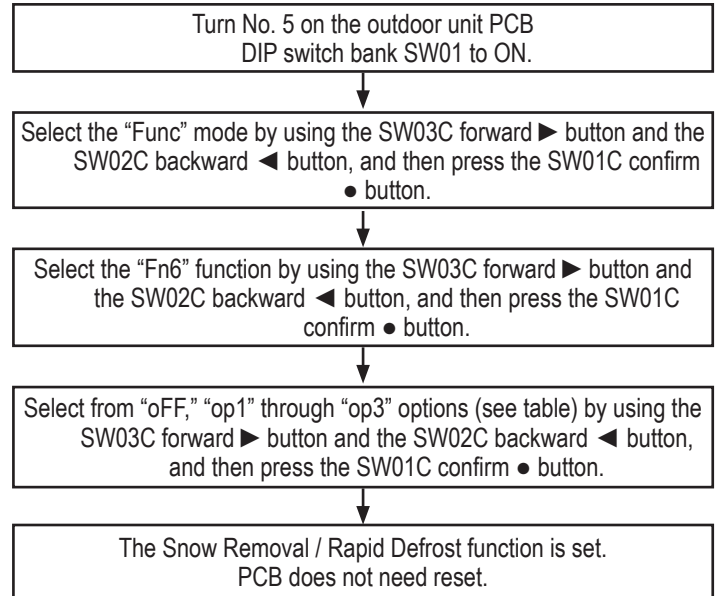 Turn No. 5 on the outdoor unit PCB
DIP switch bank SW01 to ON.
Select the “Func” mode by using the SW03C forward ► button and the
SW02C backward ◄ button, and then press the SW01C confirm
● button.
Select the “Fn6” function by using the SW03C forward ► button and
the SW02C backward ◄ button, and then press the SW01C
confirm ● button.
Select from “oFF,” “op1” through “op3” options (see table) by using the
SW03C forward ► button and the SW02C backward ◄ button,
and then press the SW01C confirm ● button.
The Snow Removal / Rapid Defrost function is set.
PCB does not need reset.